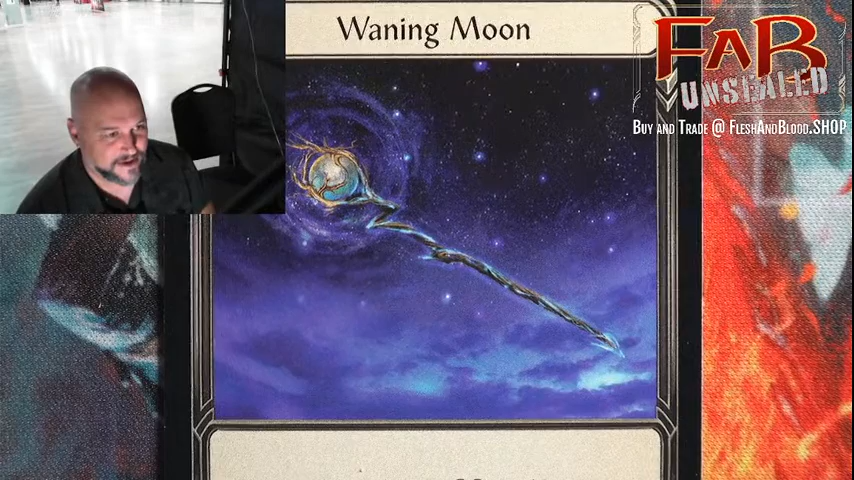 Waning Moon
FAB
UNSEALED
BUY AND TRADE @ FLESHANDBLOOD.SHOP